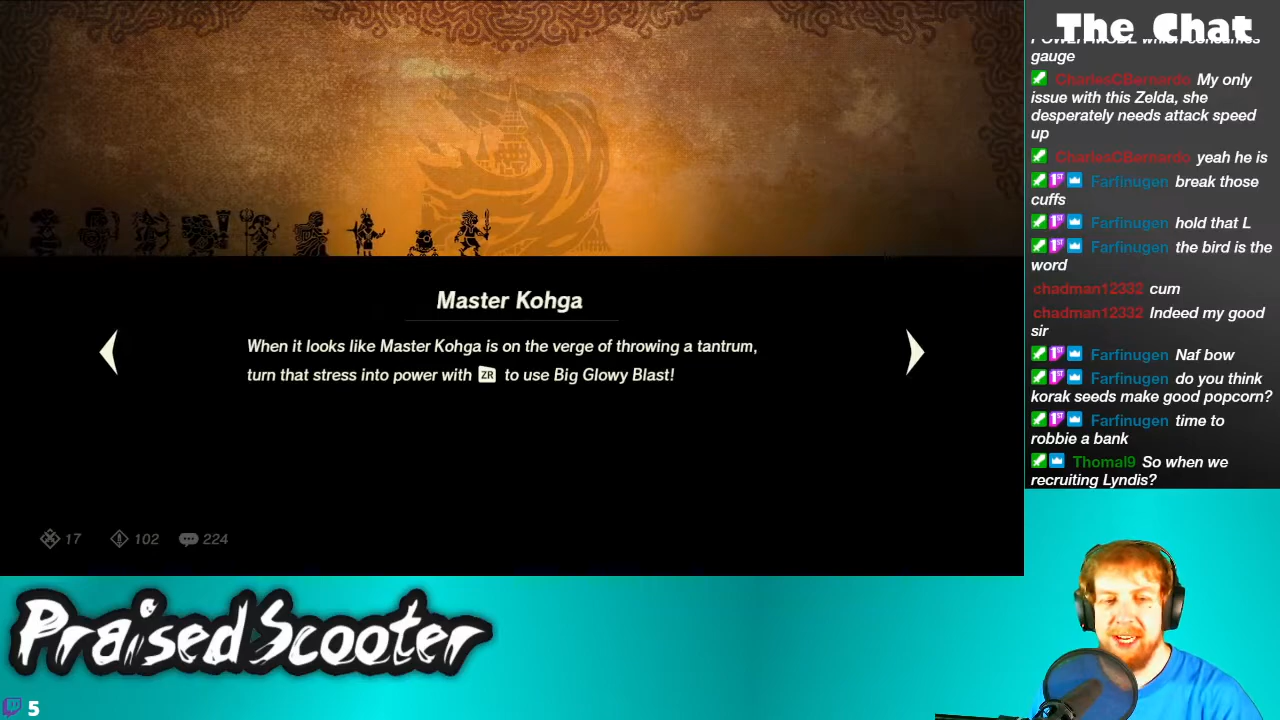 The Chat
gauge
CharlesCBernardo My only
issue with this Zelda, she
desperately needs attack speed
up
CharlesCBernardo yeah he is
Farfinugen break those
cuffs
Farfinugen hold that L
Farfinugen the bird is the
word
chadman12332 cum
chadman12332 Indeed my good
sir
Farfinugen Naf bow
Farfinugen do you think
korak seeds make good popcorn?
Farfinugen time to
robbie a bank
Thomal9 So when we
recruiting Lyndis?
Master Kohga
When it looks like Master Kohga is on the verge of throwing a tantrum,
turn that stress into power with ZR to use Big Glowy Blast!
17 102 224
PraisedScooter
5